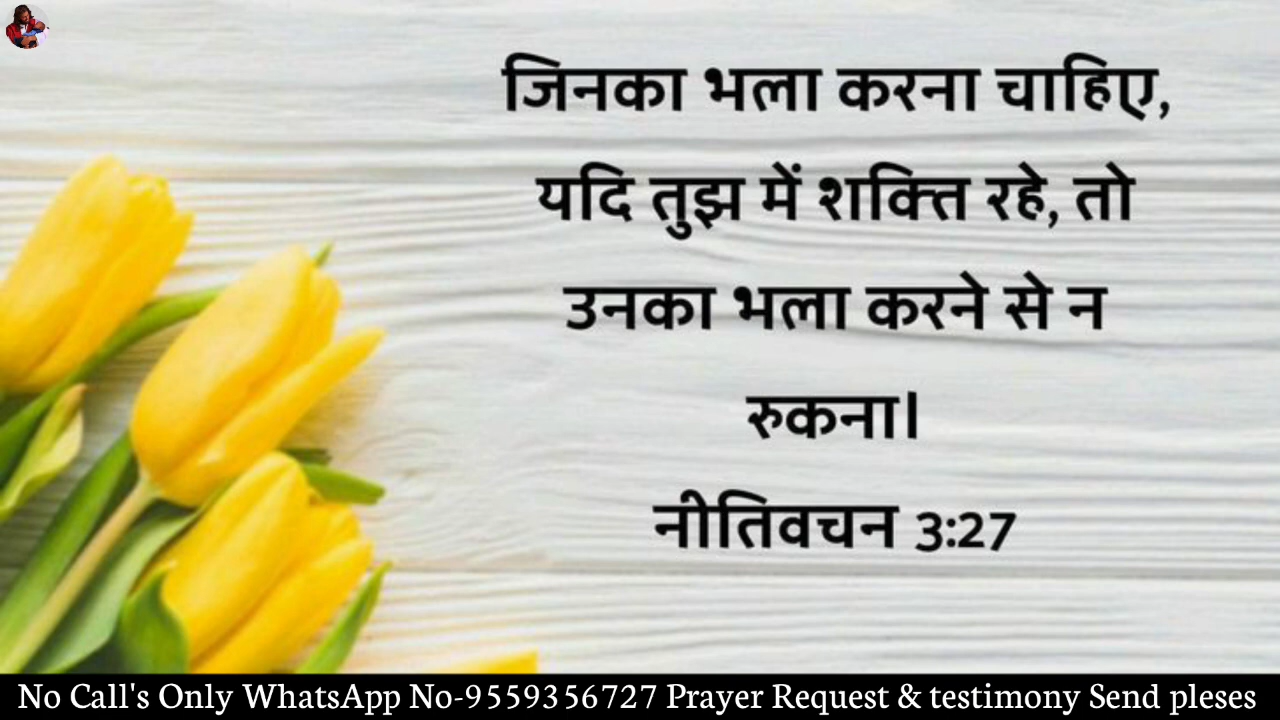 जिनका भला करना चाहिए,
यदि तुझ में शक्ति रहे, तो
उनका भला करने से न
रुकना।
नीतिवचन 3:27
No Call's Only WhatsApp No-9559356727 Prayer Request & testimony Send pleses